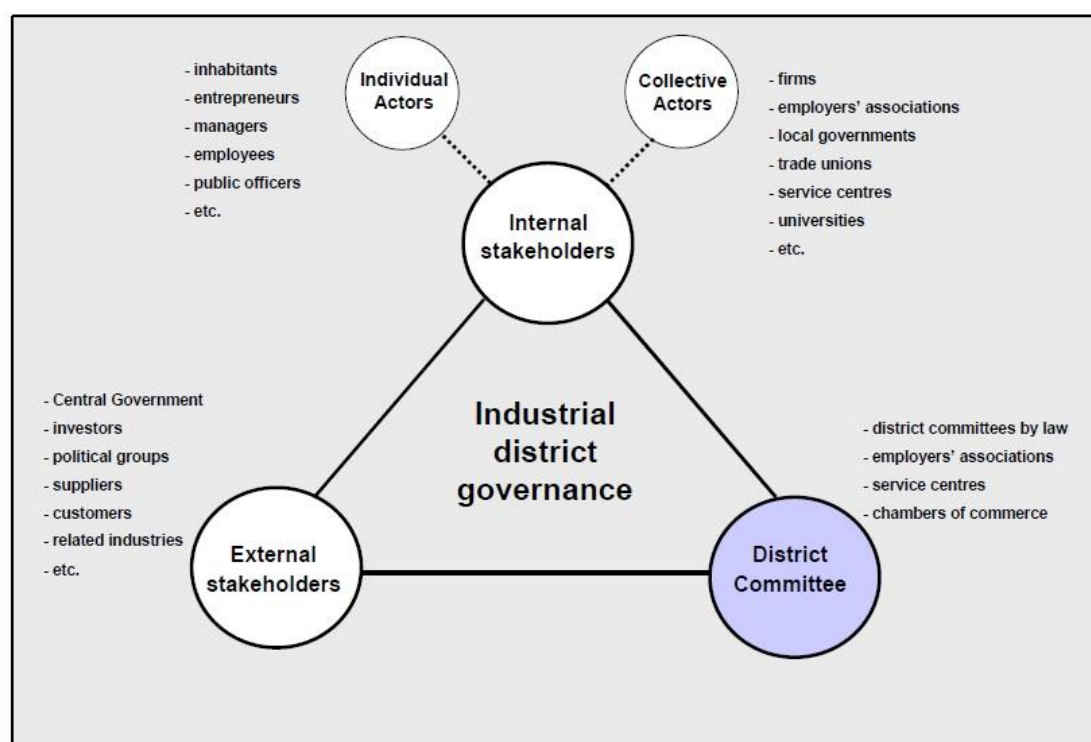 Individual
Actors
- inhabitants
- entrepreneurs
- managers
- employees
- public officers
- etc.
Collective
Actors
- firms
- employers’ associations
- local governments
- trade unions
- service centres
- universities
- etc.
Internal
stakeholders
Industrial
district
governance
- Central Government
- investors
- political groups
- suppliers
- customers
- related industries
- etc.
External
stakeholders
- district committees by law
- employers’ associations
- service centres
- chambers of commerce
District
Committee